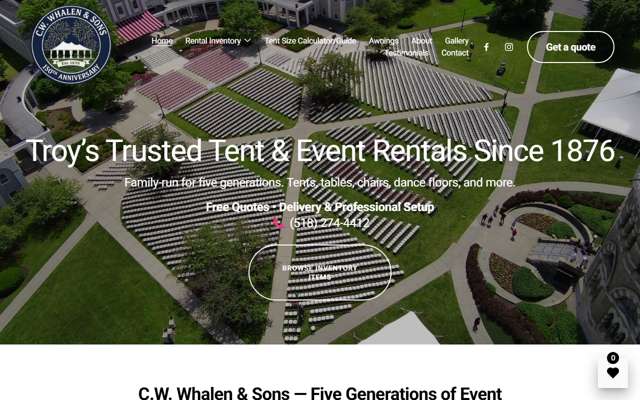 C.W. WHALEN & SONS
EST. 1876
150TH ANNIVERSARY
Home Rental Inventory Tent Size Calculator/Guide Awnings About Gallery
Testimonials Contact
Get a quote
Troy's Trusted Tent & Event Rentals Since 1876
Family-run for five generations. Tents, tables, chairs, dance floors, and more.
Free Quotes • Delivery & Professional Setup
(518) 274-4412
BROWSE INVENTORY
ITEMS
0
C.W. Whalen & Sons — Five Generations of Event